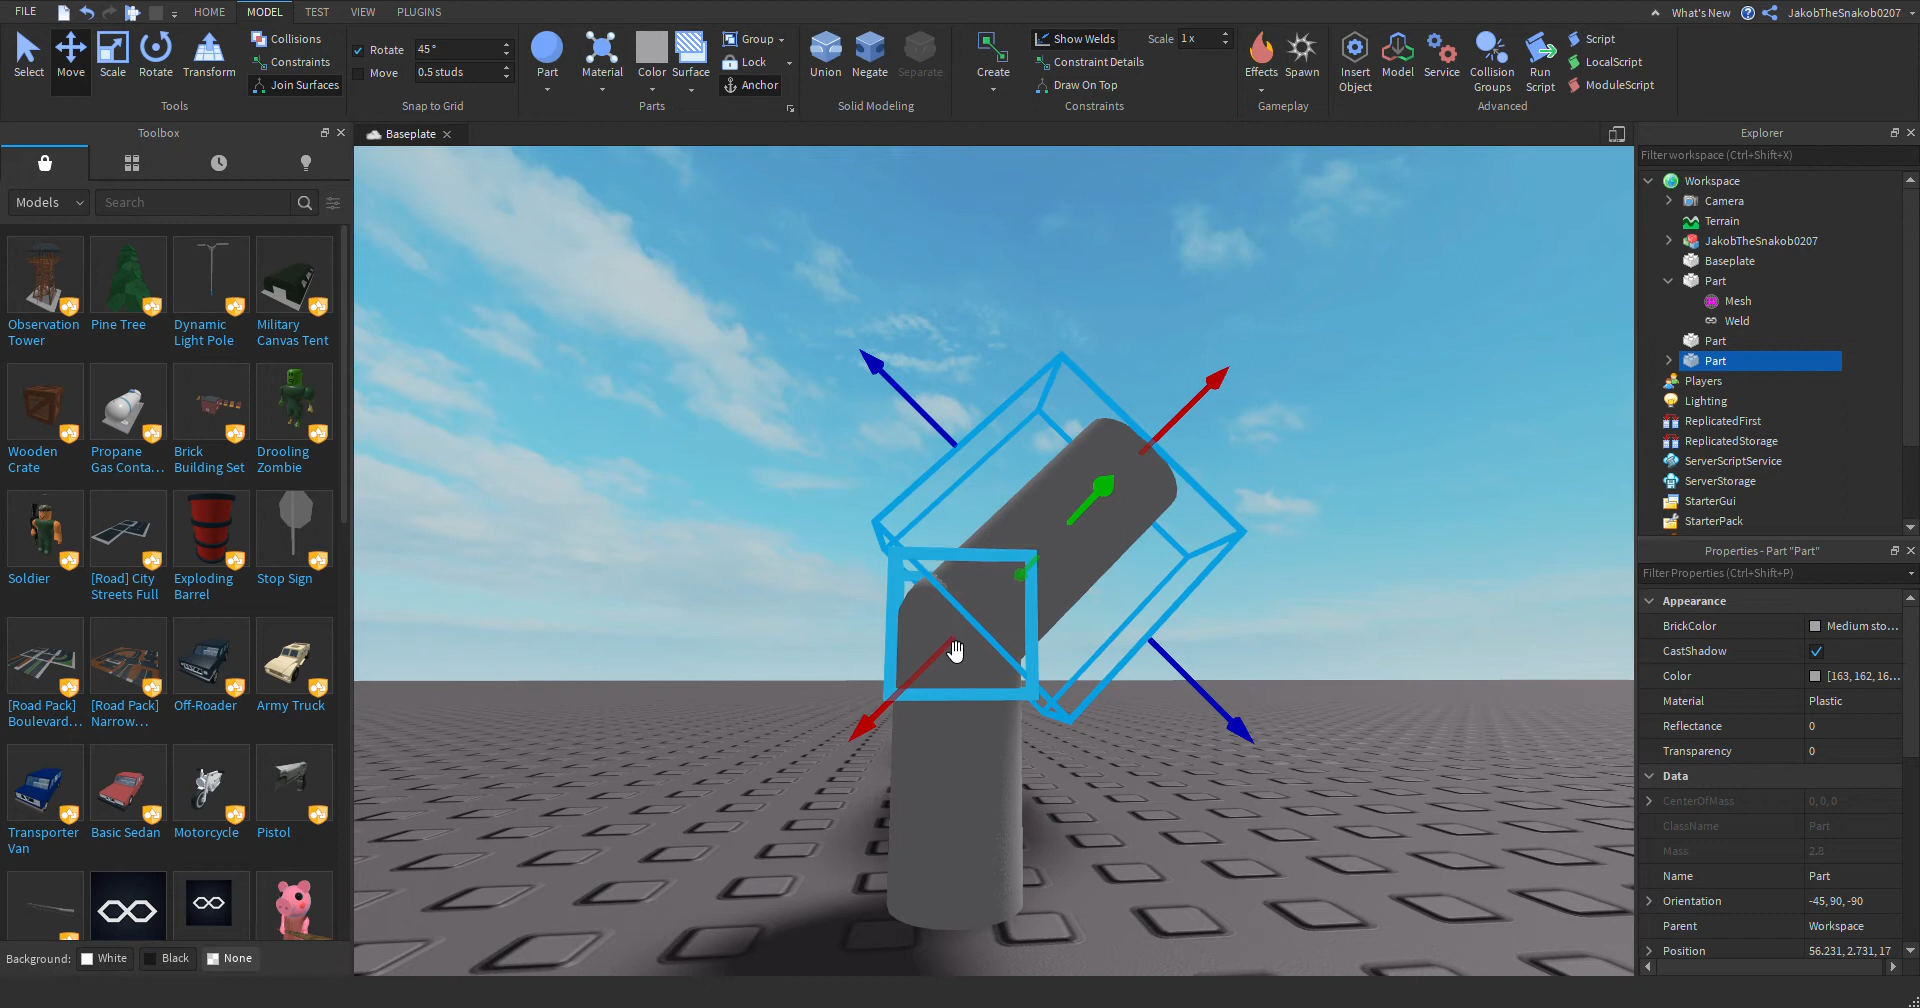 FILE HOME MODEL TEST VIEW PLUGINS What's New JakobTheSnakob0207
Select Move Scale Rotate Transform
Collisions
Constraints
Join Surfaces
Tools
Rotate 45°
Move 0.5 studs
Snap to Grid
Part Material Color Surface
Group
Lock
Anchor
Parts
Union Negate Separate
Solid Modeling
Create
Show Welds Scale 1x
Constraint Details
Draw On Top
Constraints
Effects Spawn
Gameplay
Insert Object Model Service Collision Groups Run Script
Script
LocalScript
ModuleScript
Advanced
Toolbox
Models Search
Observation Tower
Pine Tree
Dynamic Light Pole
Military Canvas Tent
Wooden Crate
Propane Gas Conta...
Brick Building Set
Drooling Zombie
Soldier
[Road] City Streets Full
Exploding Barrel
Stop Sign
[Road Pack] Boulevard...
[Road Pack] Narrow...
Off-Roader
Army Truck
Transporter Van
Basic Sedan
Motorcycle
Pistol
Background: White Black None
Baseplate
Explorer
Filter workspace (Ctrl+Shift+X)
Workspace
Camera
Terrain
JakobTheSnakob0207
Baseplate
Part
Mesh
Weld
Part
Part
Players
Lighting
ReplicatedFirst
ReplicatedStorage
ServerScriptService
ServerStorage
StarterGui
StarterPack
Properties - Part "Part"
Filter Properties (Ctrl+Shift+P)
Appearance
BrickColor Medium sto...
CastShadow
Color [163, 162, 16...
Material Plastic
Reflectance 0
Transparency 0
Data
CenterOfMass 0, 0, 0
ClassName Part
Mass 2.8
Name Part
Orientation -45, 90, -90
Parent Workspace
Position 56.231, 2.731, 17